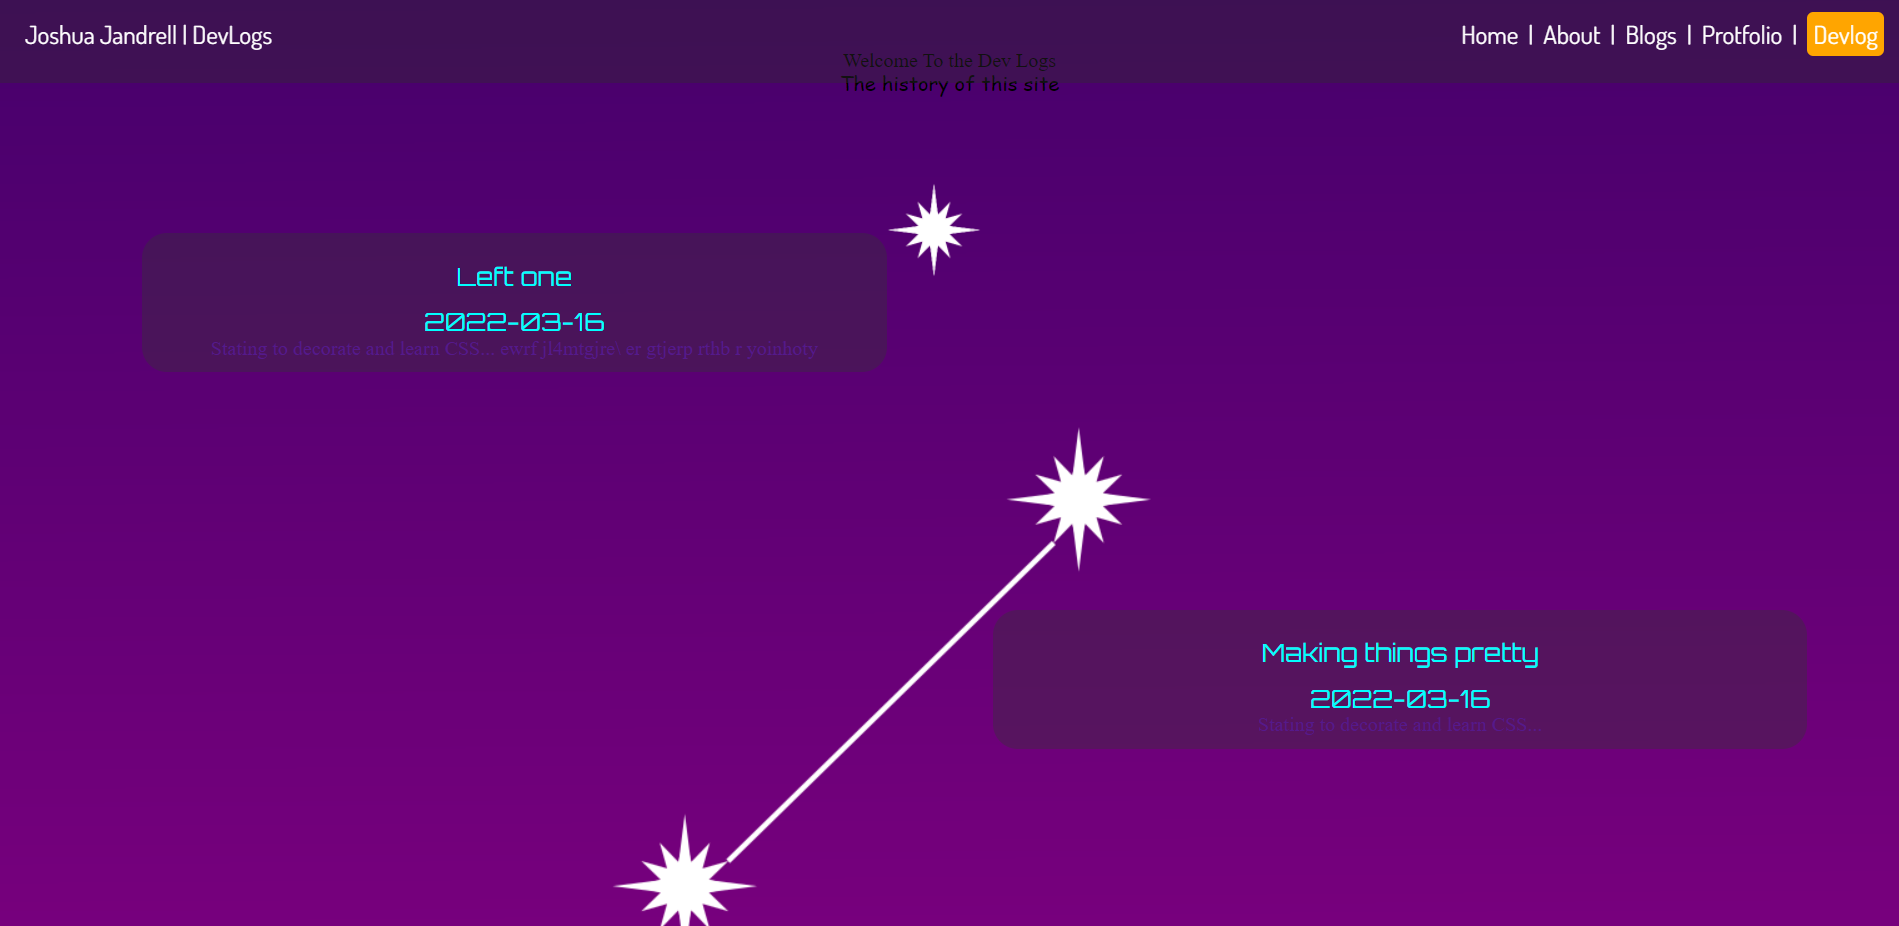 Joshua Jandrell | DevLogs
Home | About | Blogs | Protfolio | Devlog
Welcome To the Dev Logs
The history of this site
Left one
2022-03-16
Stating to decorate and learn CSS... ewrf jl4mtgjre\ er gtjerp rthb r yoinhoty
Making things pretty
2022-03-16
Stating to decorate and learn CSS...